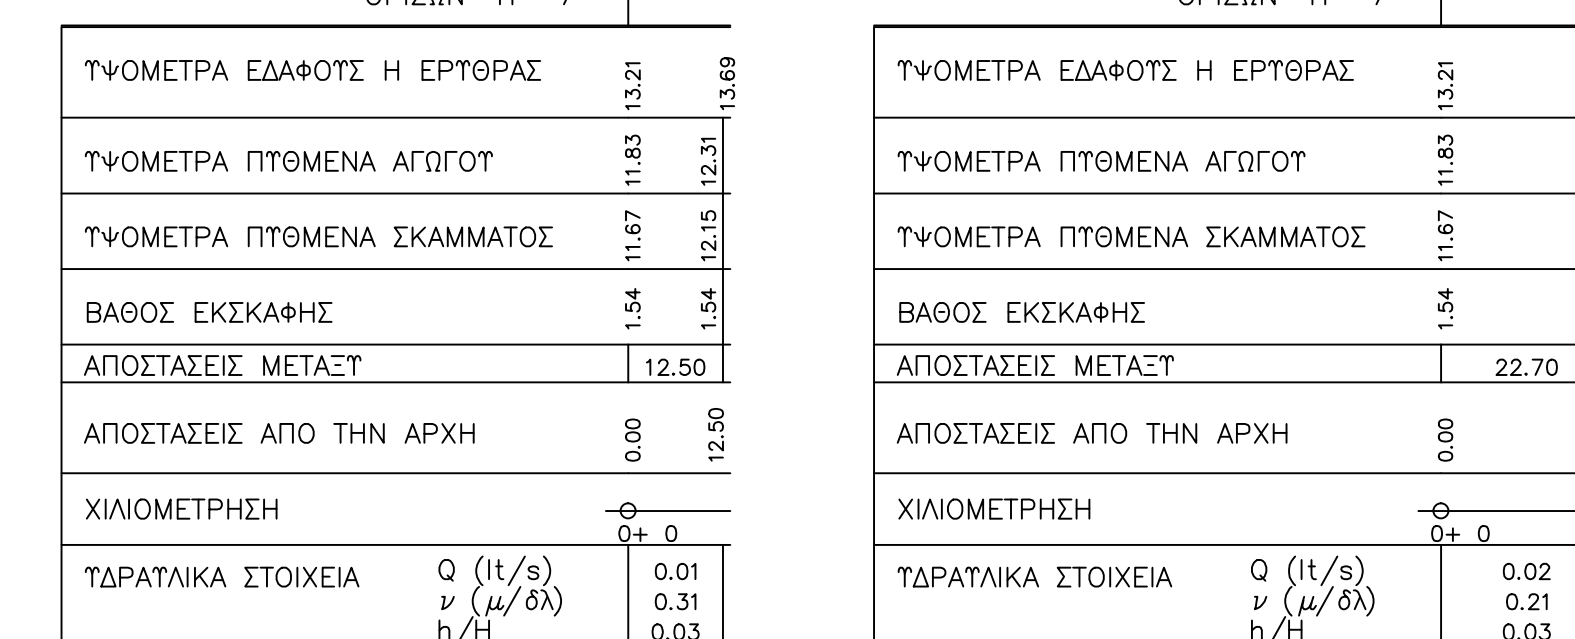 ΥΨΟΜΕΤΡΑ ΕΔΑΦΟΥΣ Η ΕΡΥΘΡΑΣ 13.21 13.69
ΥΨΟΜΕΤΡΑ ΠΥΘΜΕΝΑ ΑΓΩΓΟΥ 11.83 12.31
ΥΨΟΜΕΤΡΑ ΠΥΘΜΕΝΑ ΣΚΑΜΜΑΤΟΣ 11.67 12.15
ΒΑΘΟΣ ΕΚΣΚΑΦΗΣ 1.54 1.54
ΑΠΟΣΤΑΣΕΙΣ ΜΕΤΑΞΥ 12.50
ΑΠΟΣΤΑΣΕΙΣ ΑΠΟ ΤΗΝ ΑΡΧΗ 0.00 12.50
ΧΙΛΙΟΜΕΤΡΗΣΗ
0+ 0
ΥΔΡΑΥΛΙΚΑ ΣΤΟΙΧΕΙΑ Q (lt/s) 0.01
ν (μ/δλ) 0.31
h/H 0.03
ΥΨΟΜΕΤΡΑ ΕΔΑΦΟΥΣ Η ΕΡΥΘΡΑΣ 13.21
ΥΨΟΜΕΤΡΑ ΠΥΘΜΕΝΑ ΑΓΩΓΟΥ 11.83
ΥΨΟΜΕΤΡΑ ΠΥΘΜΕΝΑ ΣΚΑΜΜΑΤΟΣ 11.67
ΒΑΘΟΣ ΕΚΣΚΑΦΗΣ 1.54
ΑΠΟΣΤΑΣΕΙΣ ΜΕΤΑΞΥ 22.70
ΑΠΟΣΤΑΣΕΙΣ ΑΠΟ ΤΗΝ ΑΡΧΗ 0.00
ΧΙΛΙΟΜΕΤΡΗΣΗ
0+ 0
ΥΔΡΑΥΛΙΚΑ ΣΤΟΙΧΕΙΑ Q (lt/s) 0.02
ν (μ/δλ) 0.21
h/H 0.03